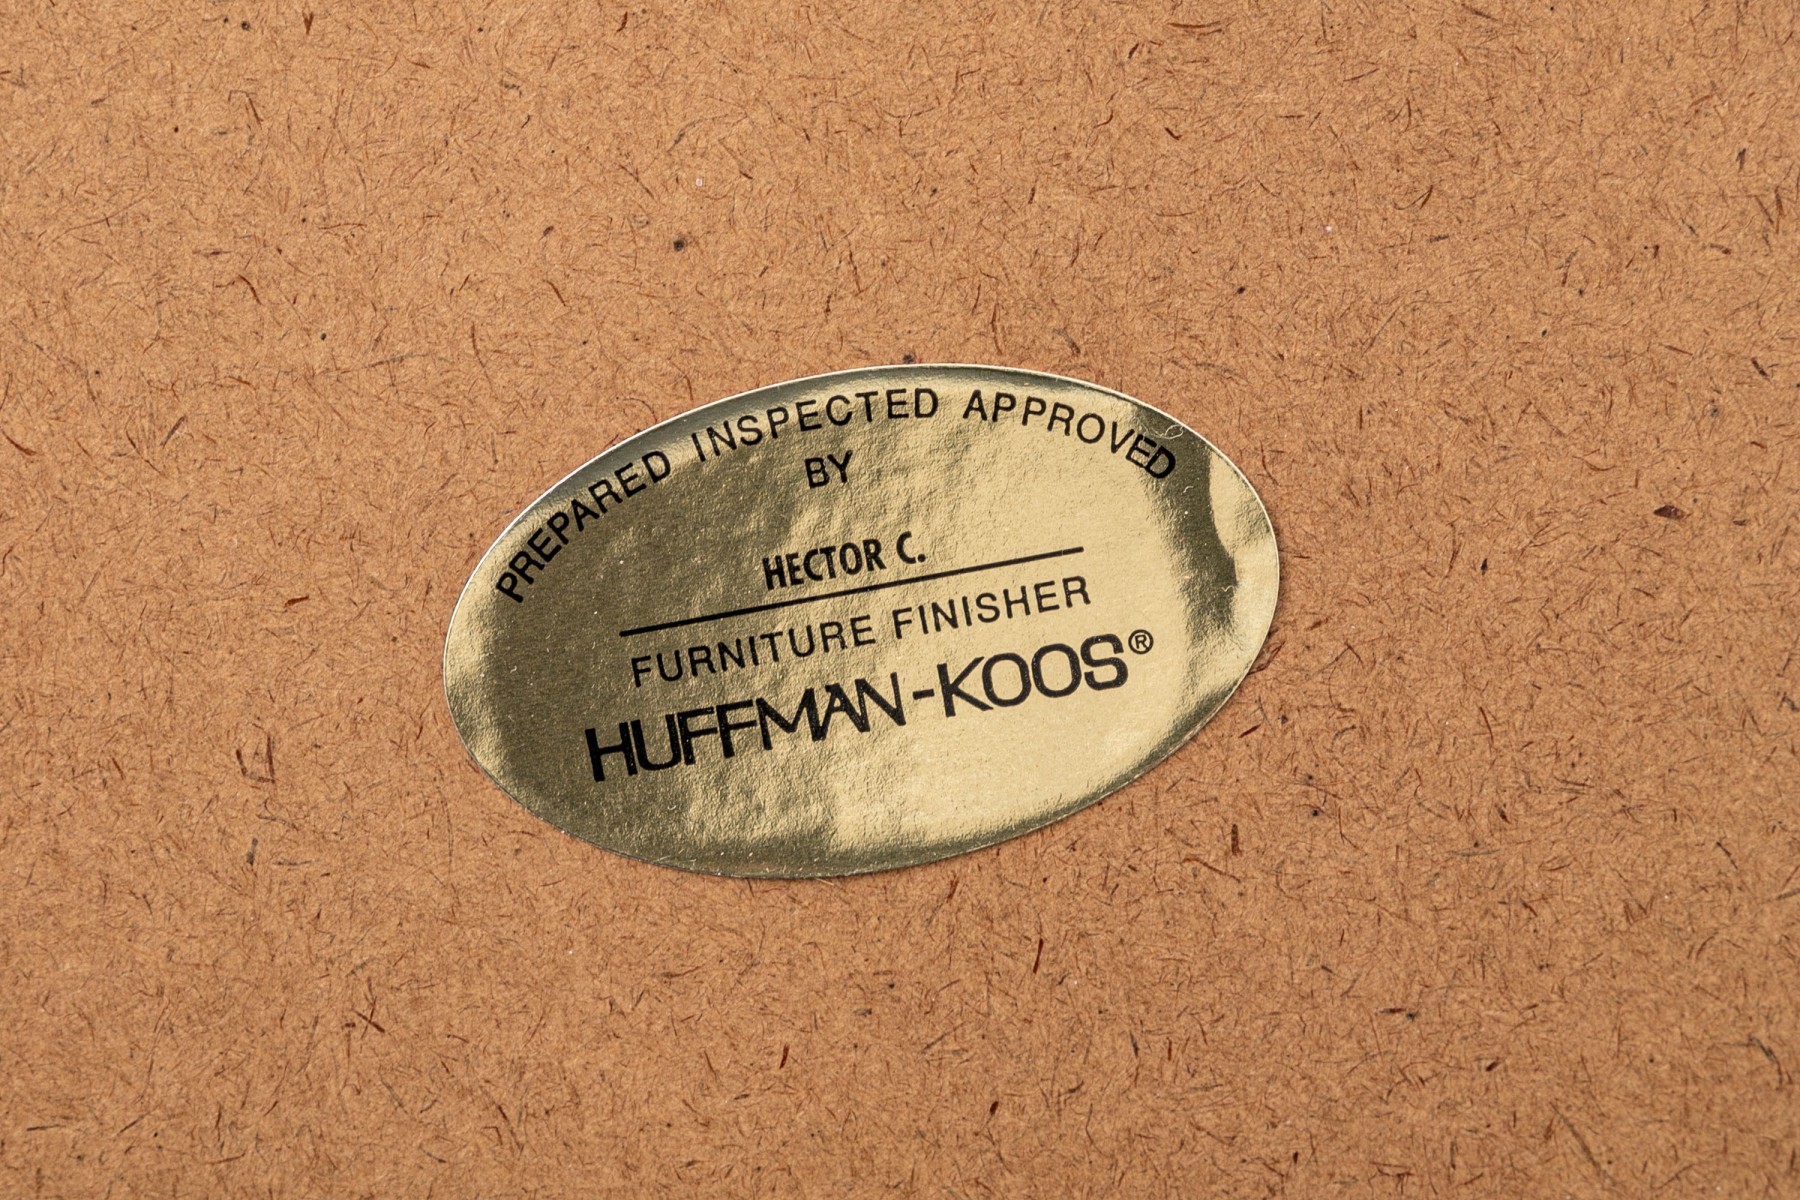 PREPARED INSPECTED APPROVED
BY
HECTOR C.
FURNITURE FINISHER
HUFFMAN-KOOS®